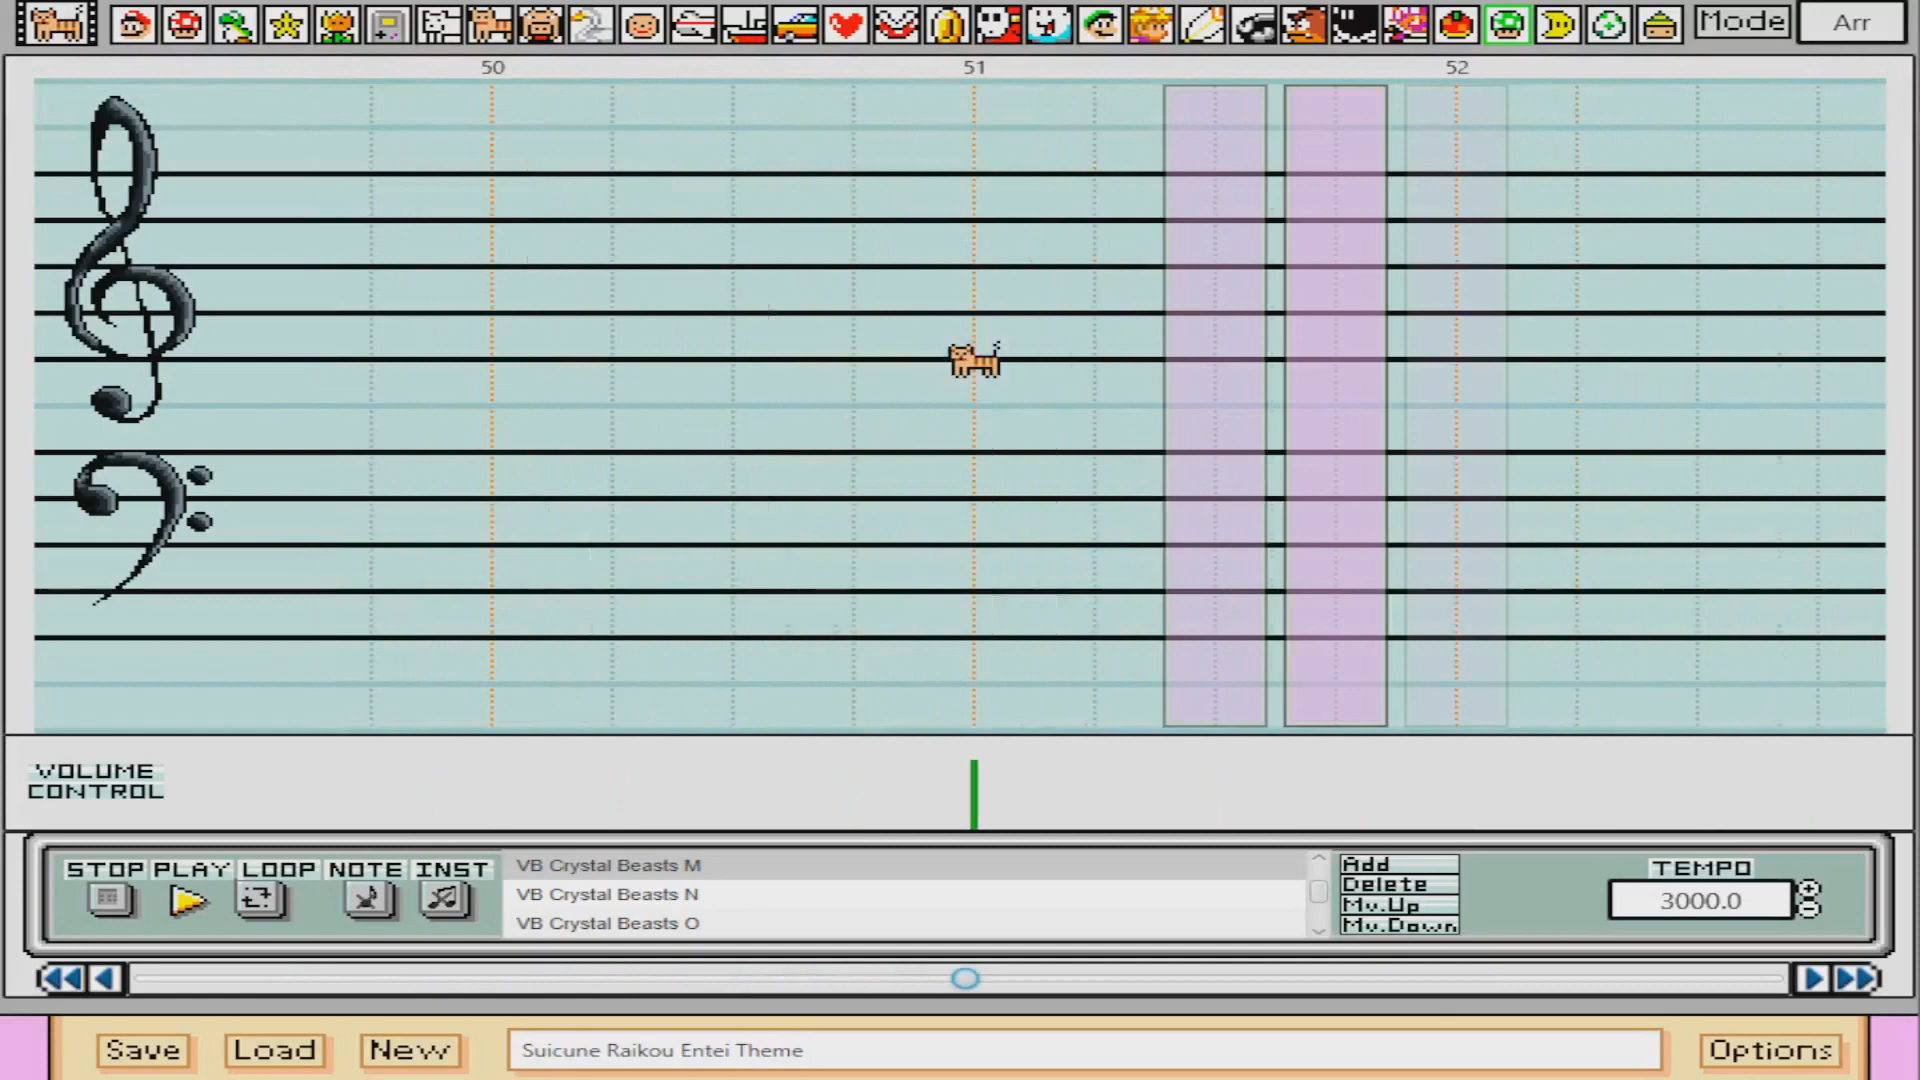 Mode Arr
50 51 52
VOLUME
CONTROL
STOP PLAY LOOP NOTE INST
VB Crystal Beasts M
VB Crystal Beasts N
VB Crystal Beasts O
Add
Delete
Mv.Up
Mv.Down
TEMPO
3000.0
Save Load New Suicune Raikou Entei Theme Options